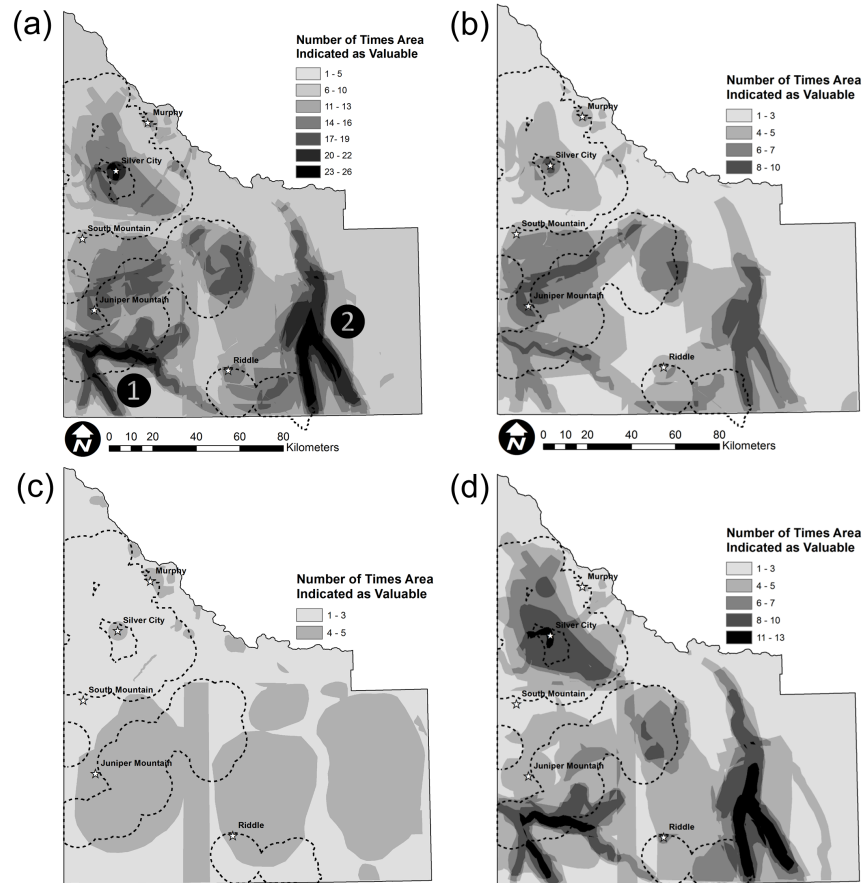 (a)
Number of Times Area
Indicated as Valuable
1 - 5
6 - 10
11 - 13
14 - 16
17- 19
20 - 22
23 - 26
Murphy
Silver City
South Mountain
Juniper Mountain
Riddle
1
2
N
0 10 20 40 60 80
Kilometers
(b)
Number of Times Area
Indicated as Valuable
1 - 3
4 - 5
6 - 7
8 - 10
Murphy
Silver City
South Mountain
Juniper Mountain
Riddle
N
0 10 20 40 60 80
Kilometers
(c)
Number of Times Area
Indicated as Valuable
1 - 3
4 - 5
Murphy
Silver City
South Mountain
Juniper Mountain
Riddle
(d)
Number of Times Area
Indicated as Valuable
1 - 3
4 - 5
6 - 7
8 - 10
11 - 13
Murphy
Silver City
South Mountain
Juniper Mountain
Riddle